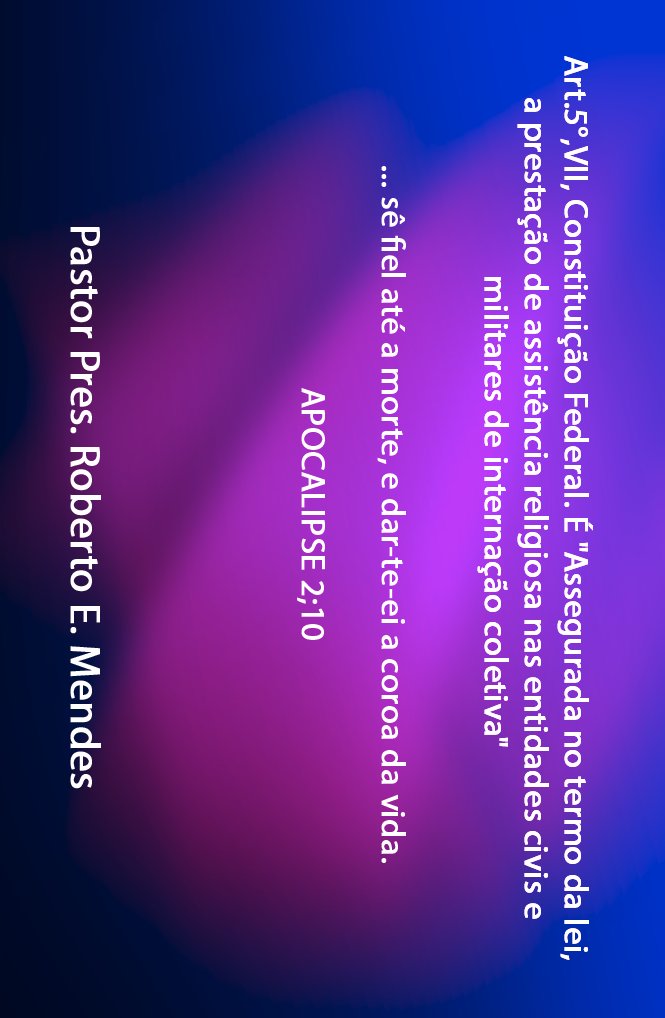 Art.5º,VII, Constituição Federal. É "Assegurada no termo da lei,
a prestação de assistência religiosa nas entidades civis e
militares de internação coletiva"
... sê fiel até a morte, e dar-te-ei a coroa da vida.
APOCALIPSE 2;10
Pastor Pres. Roberto E. Mendes